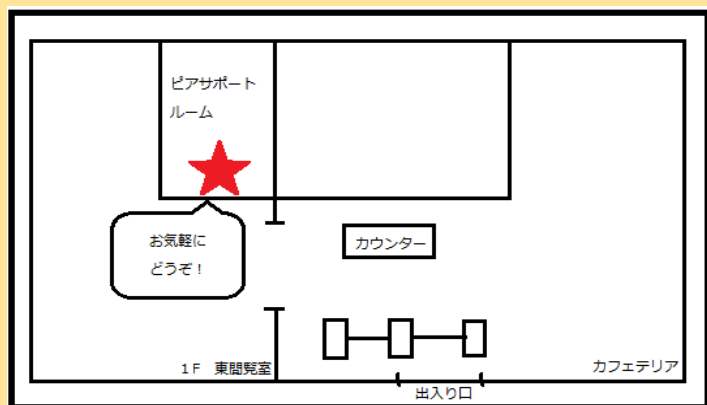 ピアサポート
ルーム
お気軽に
どうぞ！
カウンター
1F 東閲覧室
カフェテリア
出入り口